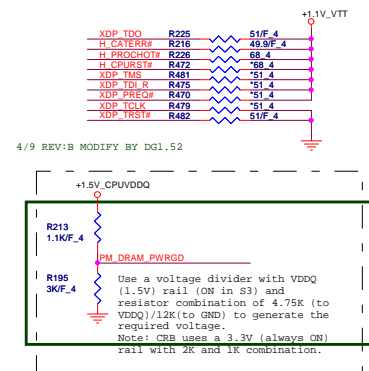 +1.1V_VTT
XDP_TDO R225 51/F_4
H_CATERR# R216 49.9/F_4
H_PROCHOT# R226 68_4
H_CPURST# R472 *68_4
XDP_TMS R481 *51_4
XDP_TDI_R R475 *51_4
XDP_PREQ# R470 *51_4
XDP_TCLK R479 *51_4
XDP_TRST# R482 51/F_4
4/9 REV:B MODIFY BY DG1.52
+1.5V_CPUVDDQ
R213
1.1K/F_4
PM_DRAM_PWRGD
R195
3K/F_4
Use a voltage divider with VDDQ
(1.5V) rail (ON in S3) and
resistor combination of 4.75K (to
VDDQ)/12K(to GND) to generate the
required voltage.
Note: CRB uses a 3.3V (always ON)
rail with 2K and 1K combination.